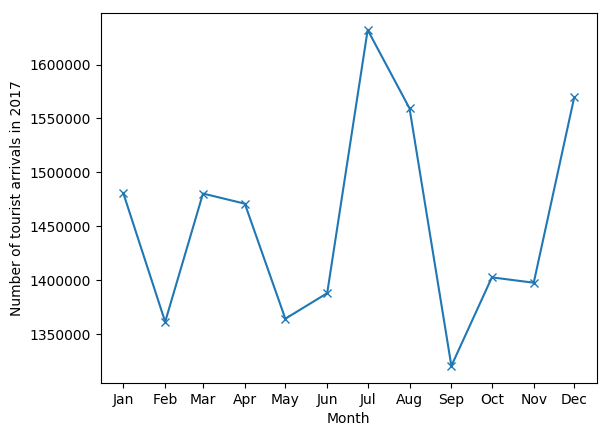 Number of tourist arrivals in 2017
1600000
1550000
1500000
1450000
1400000
1350000
Jan Feb Mar Apr May Jun Jul Aug Sep Oct Nov Dec
Month